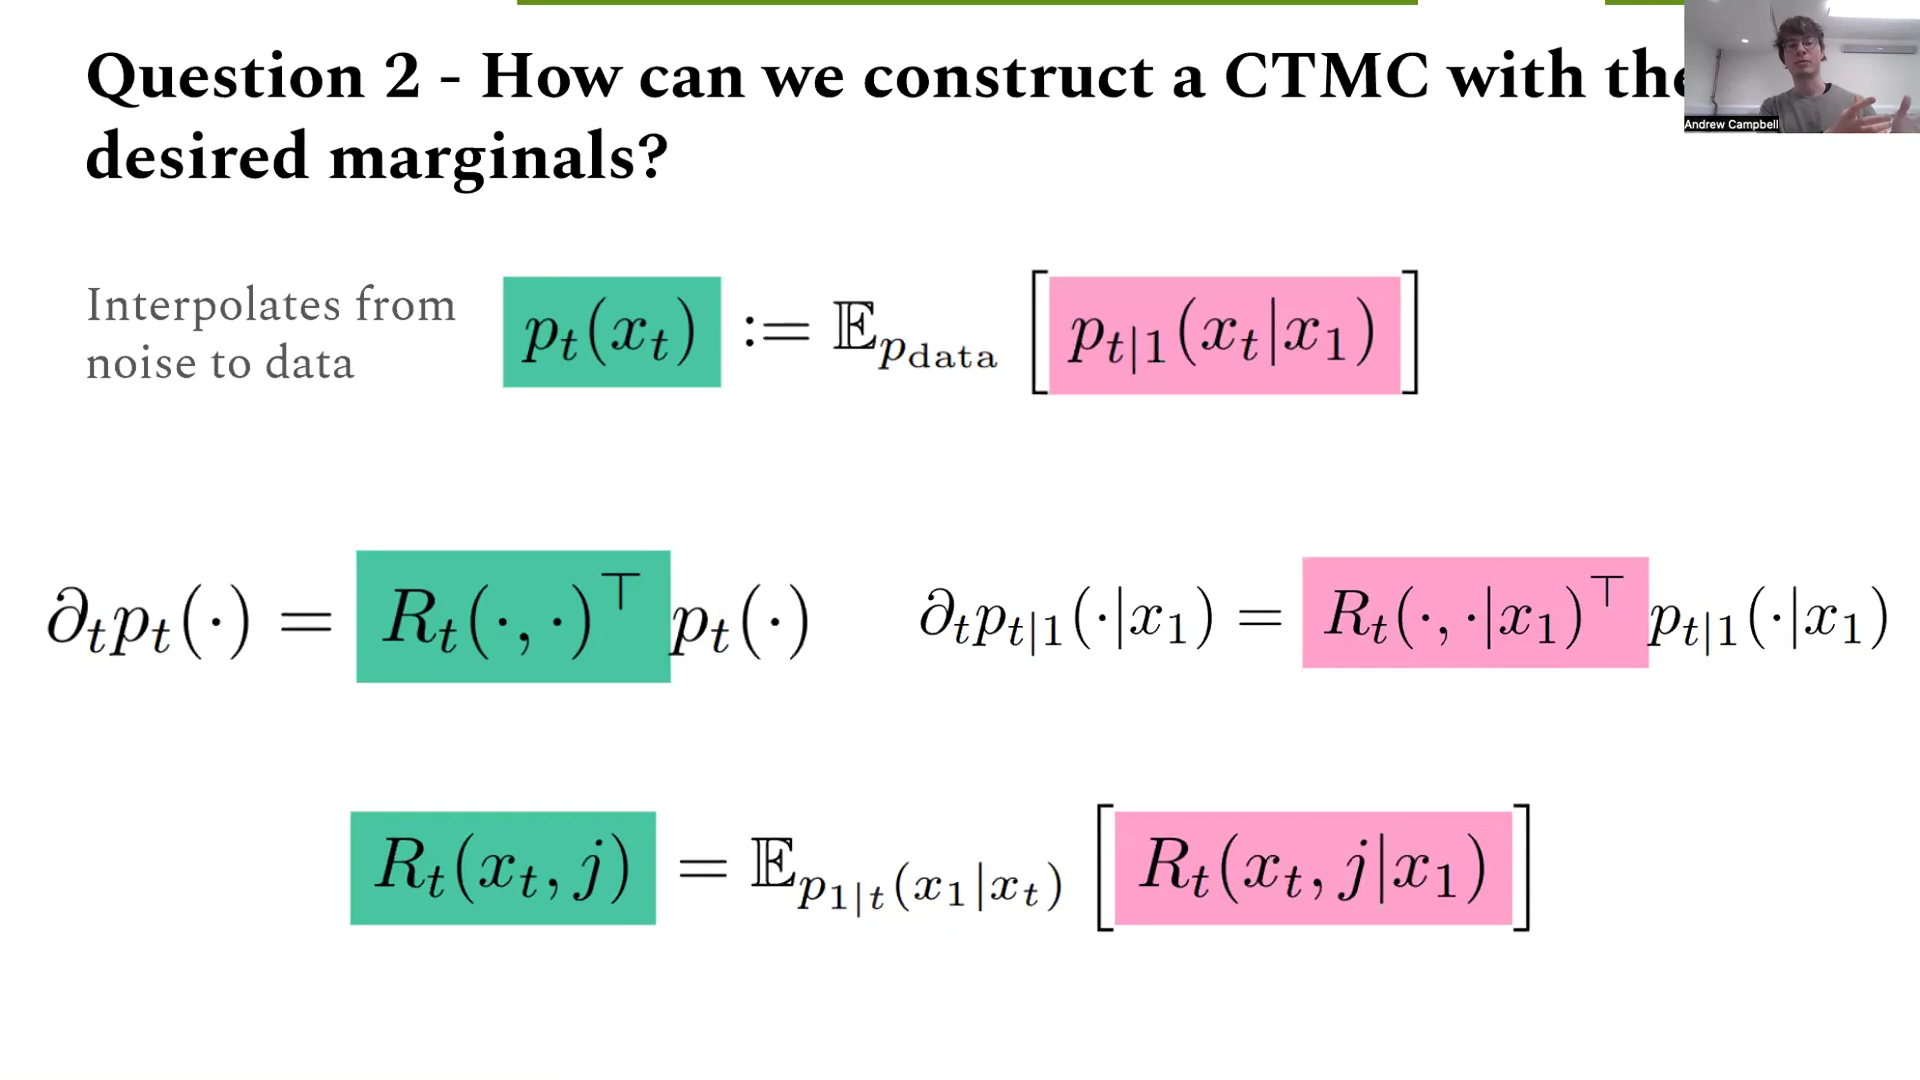 Question 2 - How can we construct a CTMC with the
desired marginals?
Andrew Campbell
Interpolates from
noise to data
p_t(x_t) := 𝔼_{p_data} [ p_{t|1}(x_t|x_1) ]
∂_t p_t(·) = R_t(·, ·)^⊤ p_t(·)
∂_t p_{t|1}(·|x_1) = R_t(·, ·|x_1)^⊤ p_{t|1}(·|x_1)
R_t(x_t, j) = 𝔼_{p_{1|t}(x_1|x_t)} [ R_t(x_t, j|x_1) ]